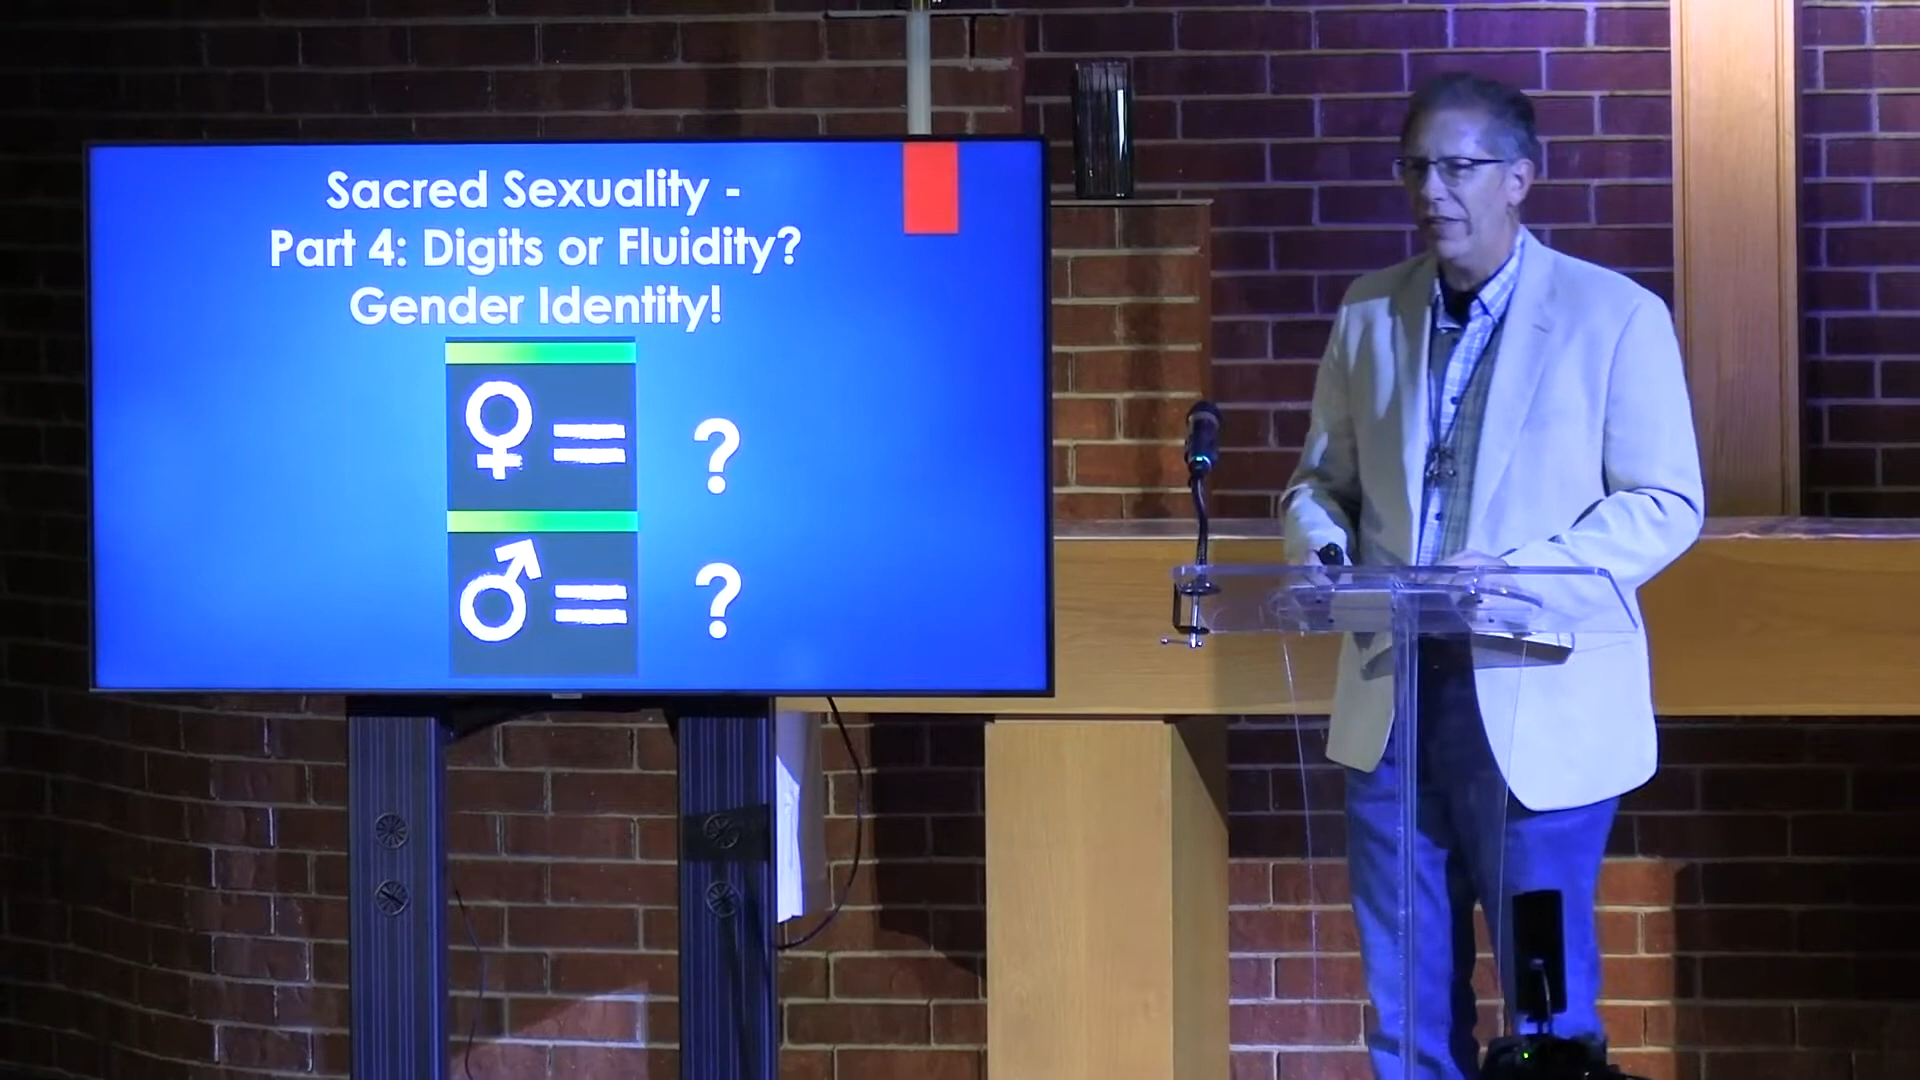 Sacred Sexuality -
Part 4: Digits or Fluidity?
Gender Identity!
♀ = ?
♂ = ?